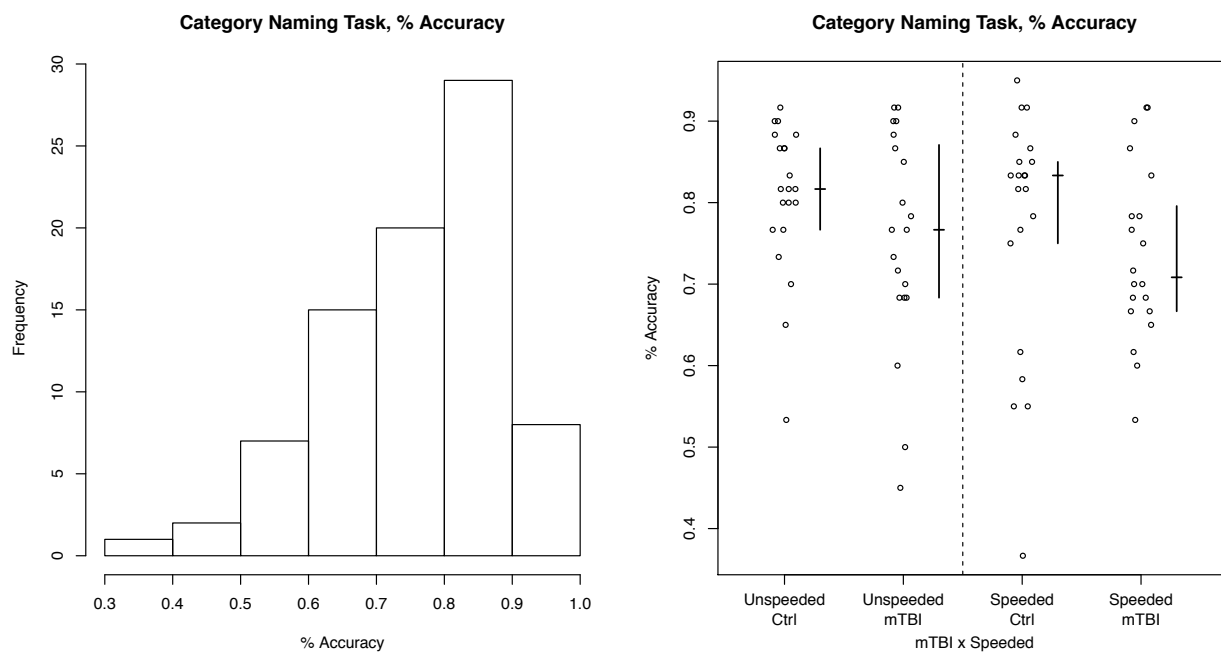 Category Naming Task, % Accuracy
Frequency
30
25
20
15
10
5
0
0.3 0.4 0.5 0.6 0.7 0.8 0.9 1.0
% Accuracy
Category Naming Task, % Accuracy
% Accuracy
0.9
0.8
0.7
0.6
0.5
0.4
Unspeeded Unspeeded Speeded Speeded
Ctrl mTBI Ctrl mTBI
mTBI x Speeded